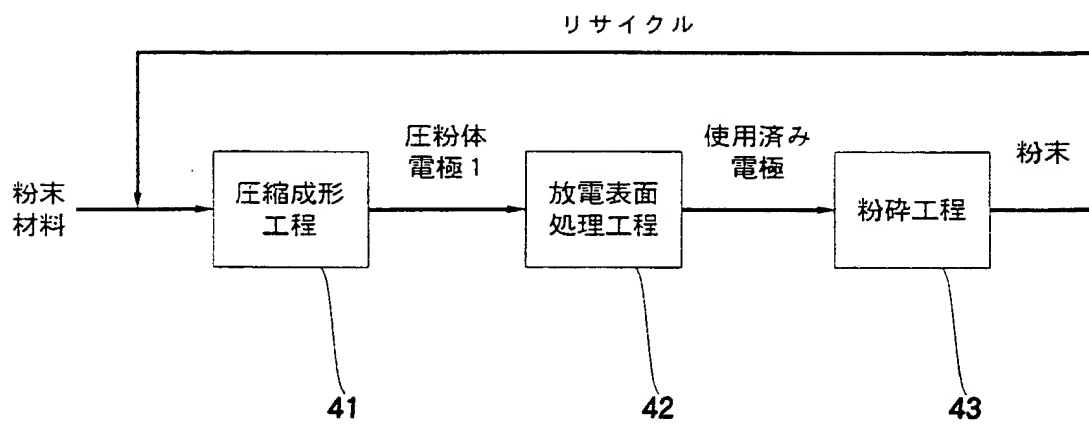 リサイクル
粉末
材料
圧縮成形
工程
圧粉体
電極1
放電表面
処理工程
使用済み
電極
粉砕工程
粉末
41
42
43